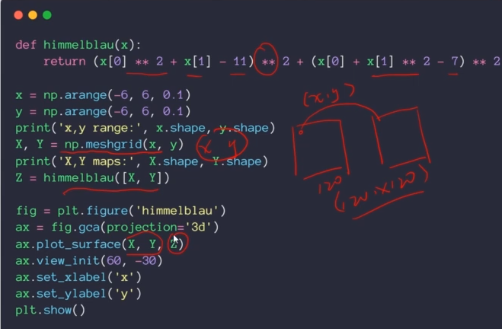 def himmelblau(x):
    return (x[0] ** 2 + x[1] - 11) ** 2 + (x[0] + x[1] ** 2 - 7) ** 2
x = np.arange(-6, 6, 0.1)
y = np.arange(-6, 6, 0.1)
print('x,y range:', x.shape, y.shape)
X, Y = np.meshgrid(x, y)
print('X,Y maps:', X.shape, Y.shape)
Z = himmelblau([X, Y])
fig = plt.figure('himmelblau')
ax = fig.gca(projection='3d')
ax.plot_surface(X, Y, Z)
ax.view_init(60, -30)
ax.set_xlabel('x')
ax.set_ylabel('y')
plt.show()
(x.y)
x y
120